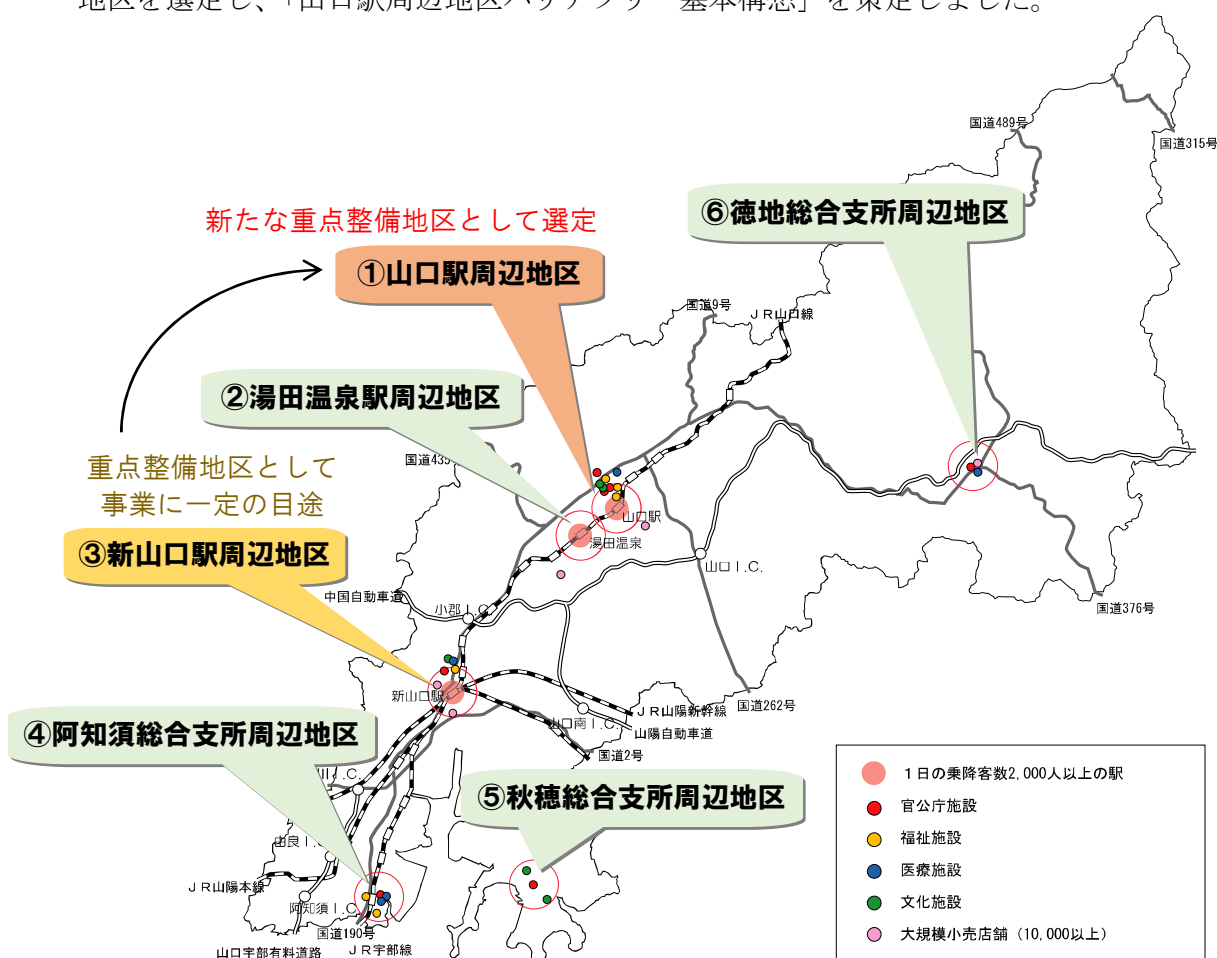 地区を選定し、「山口駅周辺地区バリアフリー基本構想」を策定しました。
国道489号
国道315号
⑥徳地総合支所周辺地区
新たな重点整備地区として選定
①山口駅周辺地区
国道9号
ＪＲ山口線
②湯田温泉駅周辺地区
国道435
重点整備地区として
事業に一定の目途
山口駅
湯田温泉
③新山口駅周辺地区
山口Ｉ.Ｃ.
中国自動車道
小郡Ｉ.Ｃ.
国道376号
新山口駅
国道262号
ＪＲ山陽新幹線
山口南Ｉ.Ｃ.
山陽自動車道
④阿知須総合支所周辺地区
国道2号
川Ｉ.Ｃ.
⑤秋穂総合支所周辺地区
由良Ｉ.
ＪＲ山陽本線
阿知須Ｉ.Ｃ
国道190号
山口宇部有料道路
ＪＲ宇部線
１日の乗降客数2,000人以上の駅
官公庁施設
福祉施設
医療施設
文化施設
大規模小売店舗（10,000以上）